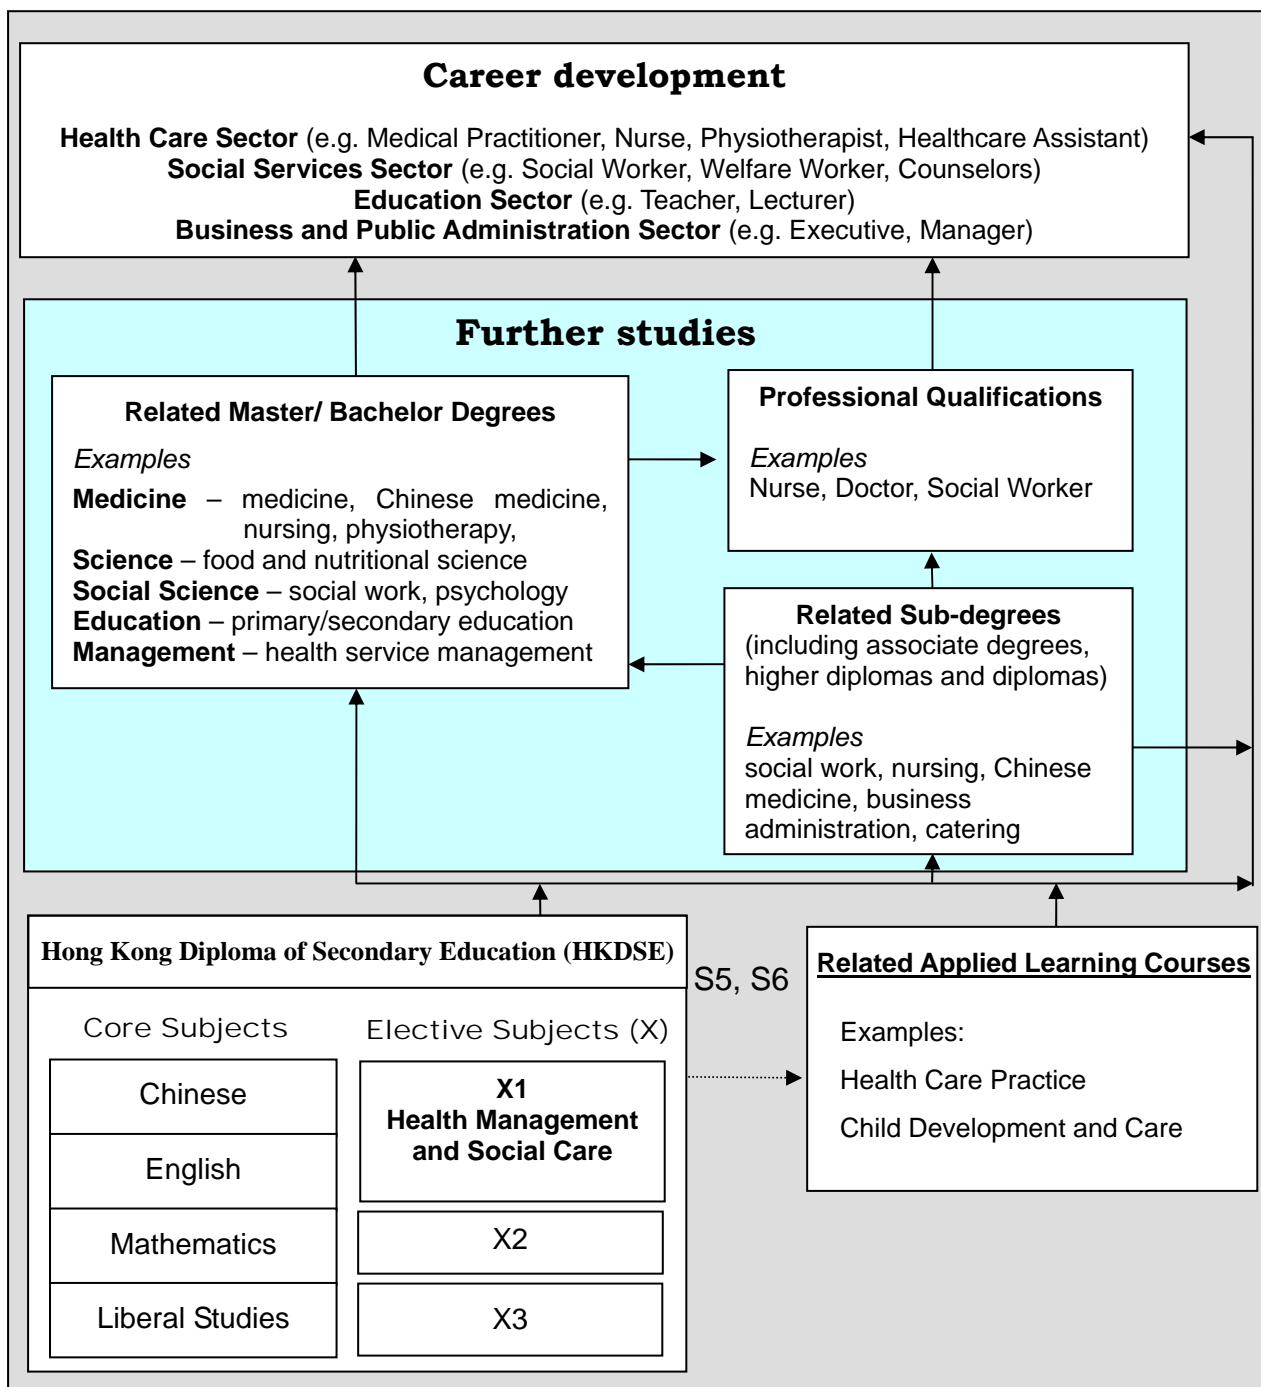 Career development
Health Care Sector (e.g. Medical Practitioner, Nurse, Physiotherapist, Healthcare Assistant)
Social Services Sector (e.g. Social Worker, Welfare Worker, Counselors)
Education Sector (e.g. Teacher, Lecturer)
Business and Public Administration Sector (e.g. Executive, Manager)
Further studies
Related Master/ Bachelor Degrees
Examples
Medicine – medicine, Chinese medicine,
nursing, physiotherapy,
Science – food and nutritional science
Social Science – social work, psychology
Education – primary/secondary education
Management – health service management
Professional Qualifications
Examples
Nurse, Doctor, Social Worker
Related Sub-degrees
(including associate degrees,
higher diplomas and diplomas)
Examples
social work, nursing, Chinese
medicine, business
administration, catering
Hong Kong Diploma of Secondary Education (HKDSE)
Core Subjects
Chinese
English
Mathematics
Liberal Studies
Elective Subjects (X)
X1
Health Management
and Social Care
X2
X3
S5, S6
Related Applied Learning Courses
Examples:
Health Care Practice
Child Development and Care